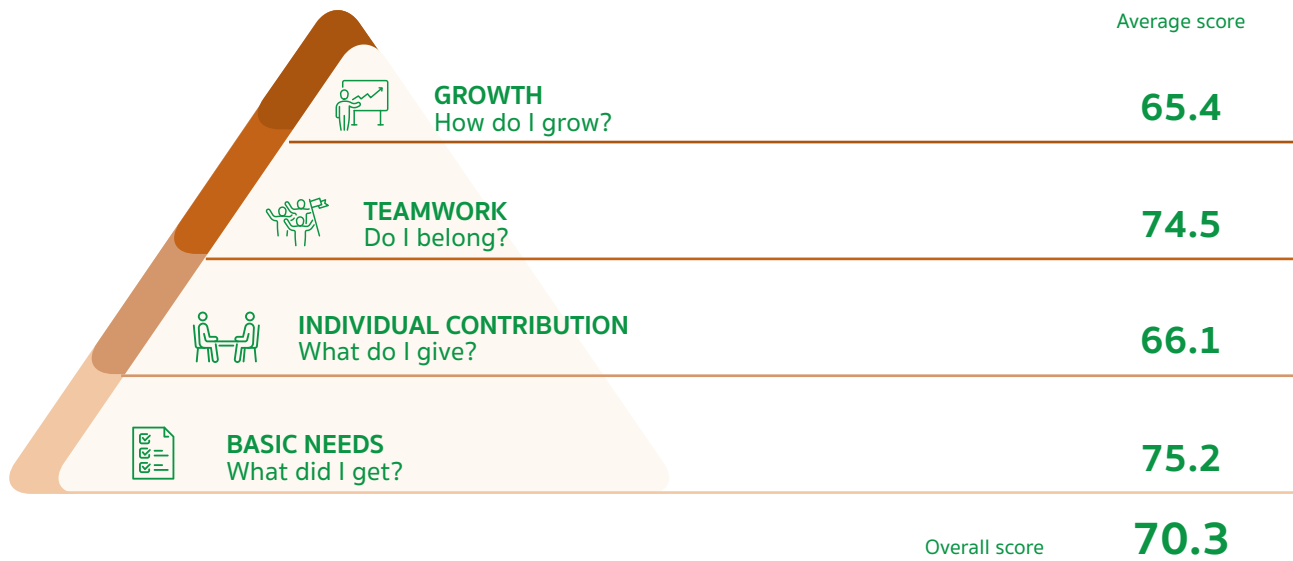 Average score
GROWTH
How do I grow?
65.4
TEAMWORK
Do I belong?
74.5
INDIVIDUAL CONTRIBUTION
What do I give?
66.1
BASIC NEEDS
What did I get?
75.2
Overall score
70.3